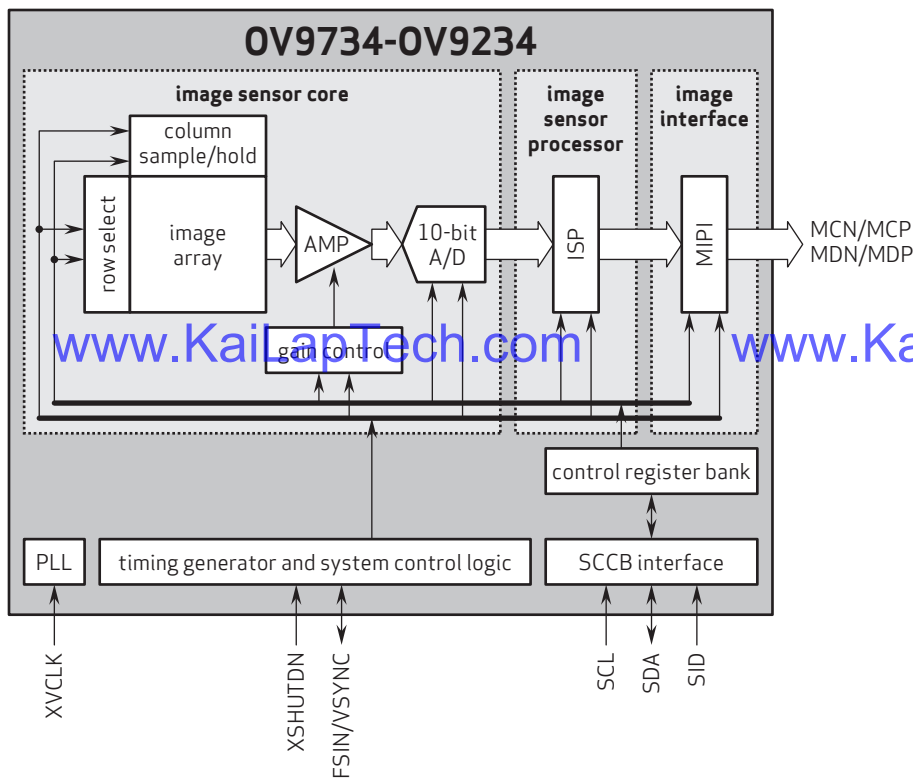 OV9734-OV9234
image sensor core
image
sensor
processor
image
interface
column
sample/hold
row select
image
array
AMP
10-bit
A/D
ISP
MIPI
MCN/MCP
MDN/MDP
gain control
www.KaiLapTech.com
www.Ka
control register bank
PLL
timing generator and system control logic
SCCB interface
XVCLK
XSHUTDN
FSIN/VSYNC
SCL
SDA
SID